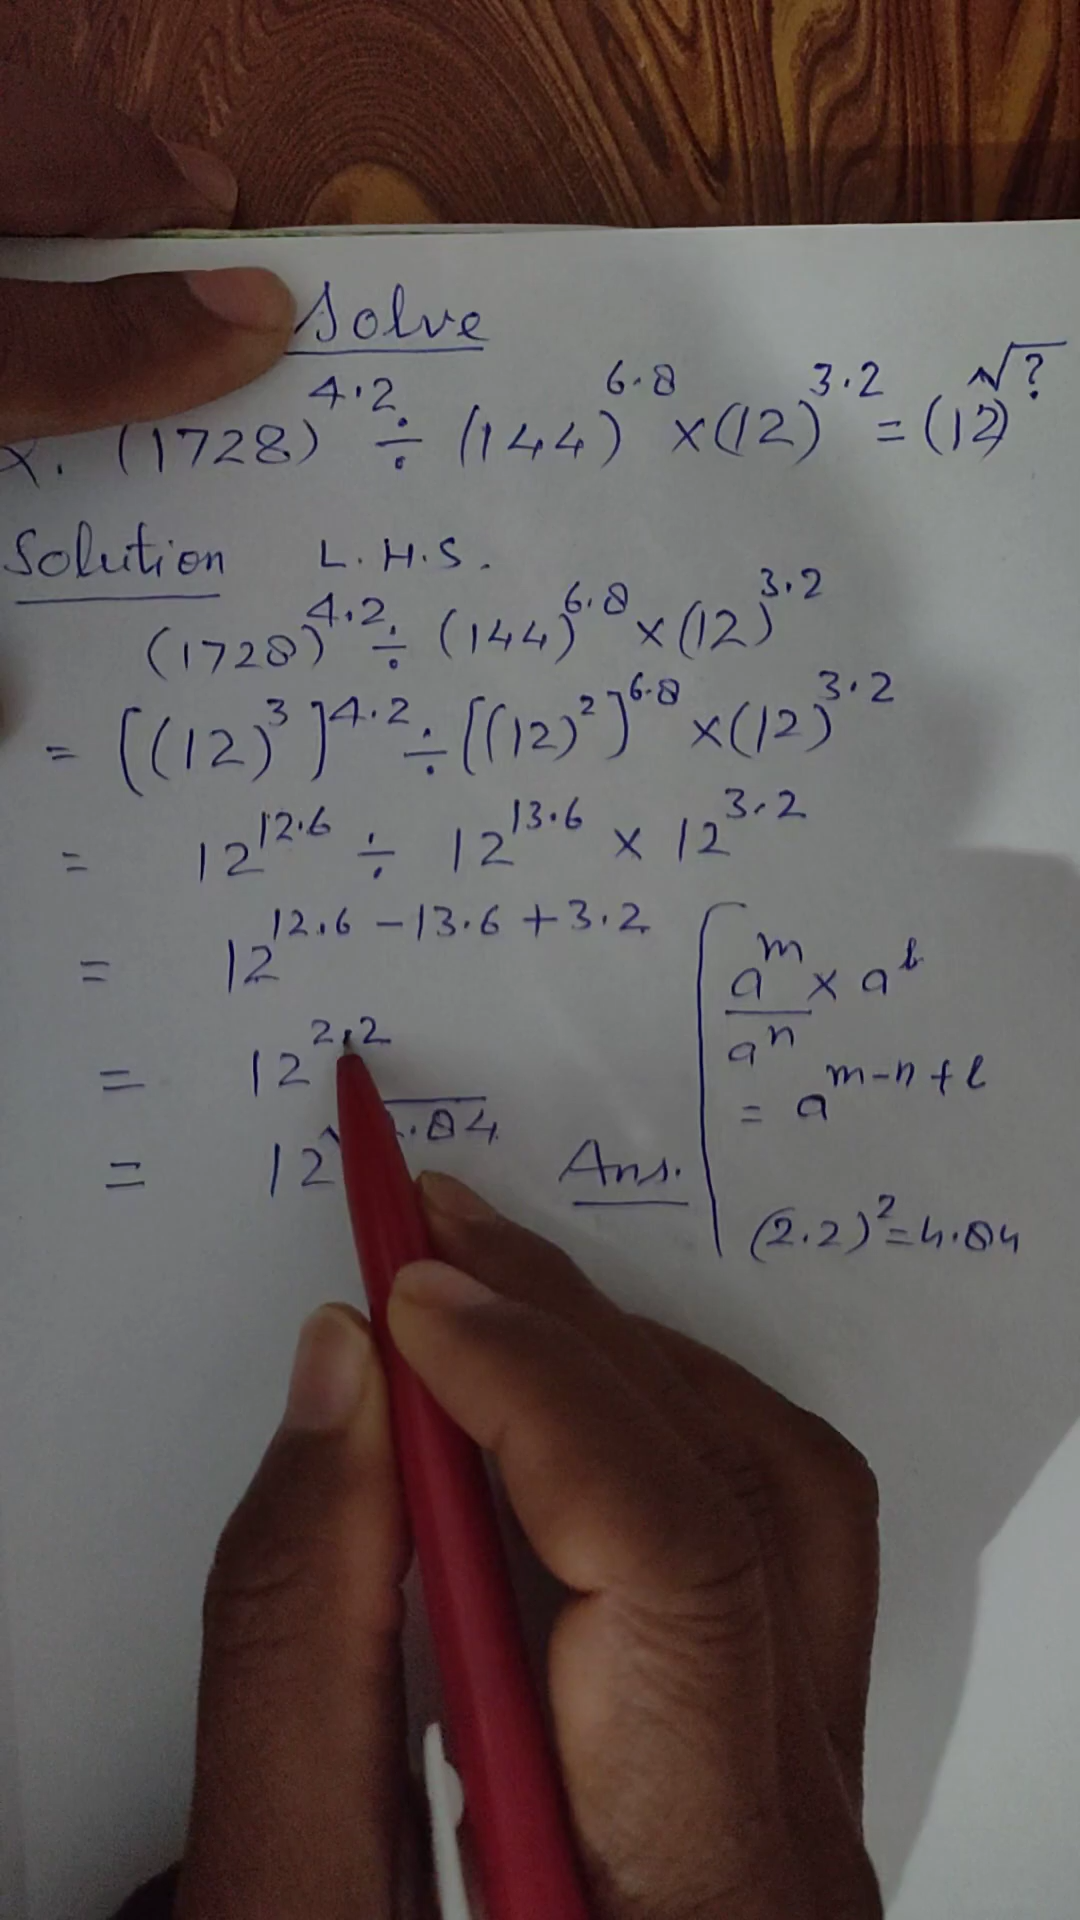 Solve
x. (1728)^4.2 ÷ (144)^6.8 × (12)^3.2 = (12)^√?
Solution L.H.S.
(1728)^4.2 ÷ (144)^6.8 × (12)^3.2
= [(12)^3]^4.2 ÷ [(12)^2]^6.8 × (12)^3.2
= 12^12.6 ÷ 12^13.6 × 12^3.2
= 12^12.6 - 13.6 + 3.2
= 12^2.2
= 12 .84 Ans.
a^m/a^n × a^l
= a^m-n+l
(2.2)^2=4.84